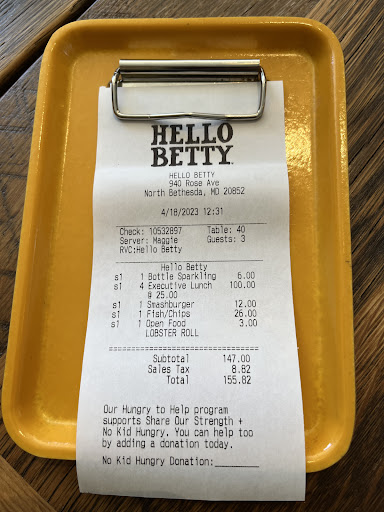 HELLO
BETTY.
HELLO BETTY
940 Rose Ave
North Bethesda, MD 20852
4/18/2023 12:31
Check: 10532897 Table: 40
Server: Maggie Guests: 3
RVC:Hello Betty
Hello Betty
s1 1 Bottle Sparkling 6.00
s1 4 Executive Lunch 100.00
@ 25.00
s1 1 Smashburger 12.00
s1 1 Fish/Chips 26.00
s1 1 Open Food 3.00
LOBSTER ROLL
Subtotal 147.00
Sales Tax 8.82
Total 155.82
Our Hungry to Help program
supports Share Our Strength +
No Kid Hungry. You can help too
by adding a donation today.
No Kid Hungry Donation:________